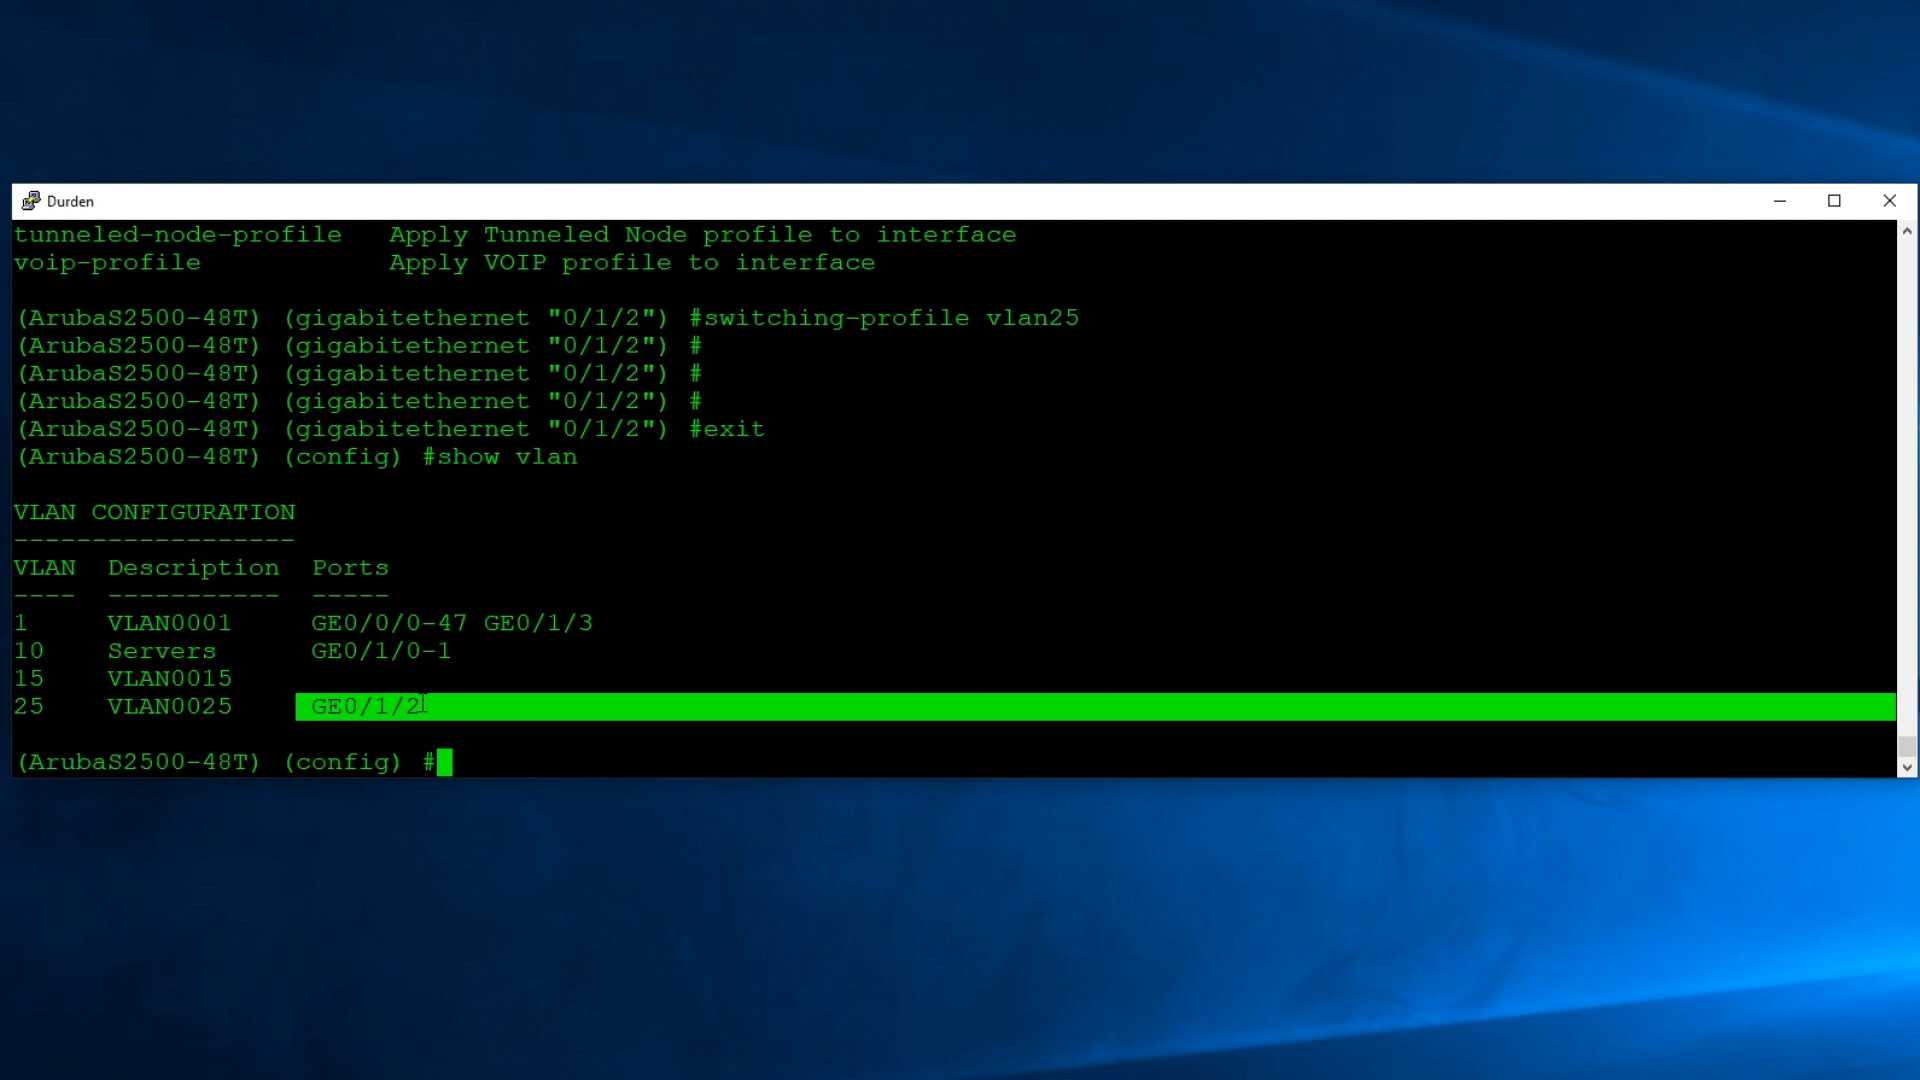 Durden
tunneled-node-profile   Apply Tunneled Node profile to interface
voip-profile            Apply VOIP profile to interface
(ArubaS2500-48T) (gigabitethernet "0/1/2") #switching-profile vlan25
(ArubaS2500-48T) (gigabitethernet "0/1/2") #
(ArubaS2500-48T) (gigabitethernet "0/1/2") #
(ArubaS2500-48T) (gigabitethernet "0/1/2") #
(ArubaS2500-48T) (gigabitethernet "0/1/2") #exit
(ArubaS2500-48T) (config) #show vlan
VLAN CONFIGURATION
------------------
VLAN  Description  Ports
----  -----------  -----
1     VLAN0001     GE0/0/0-47 GE0/1/3
10    Servers      GE0/1/0-1
15    VLAN0015
25    VLAN0025     GE0/1/2
(ArubaS2500-48T) (config) #